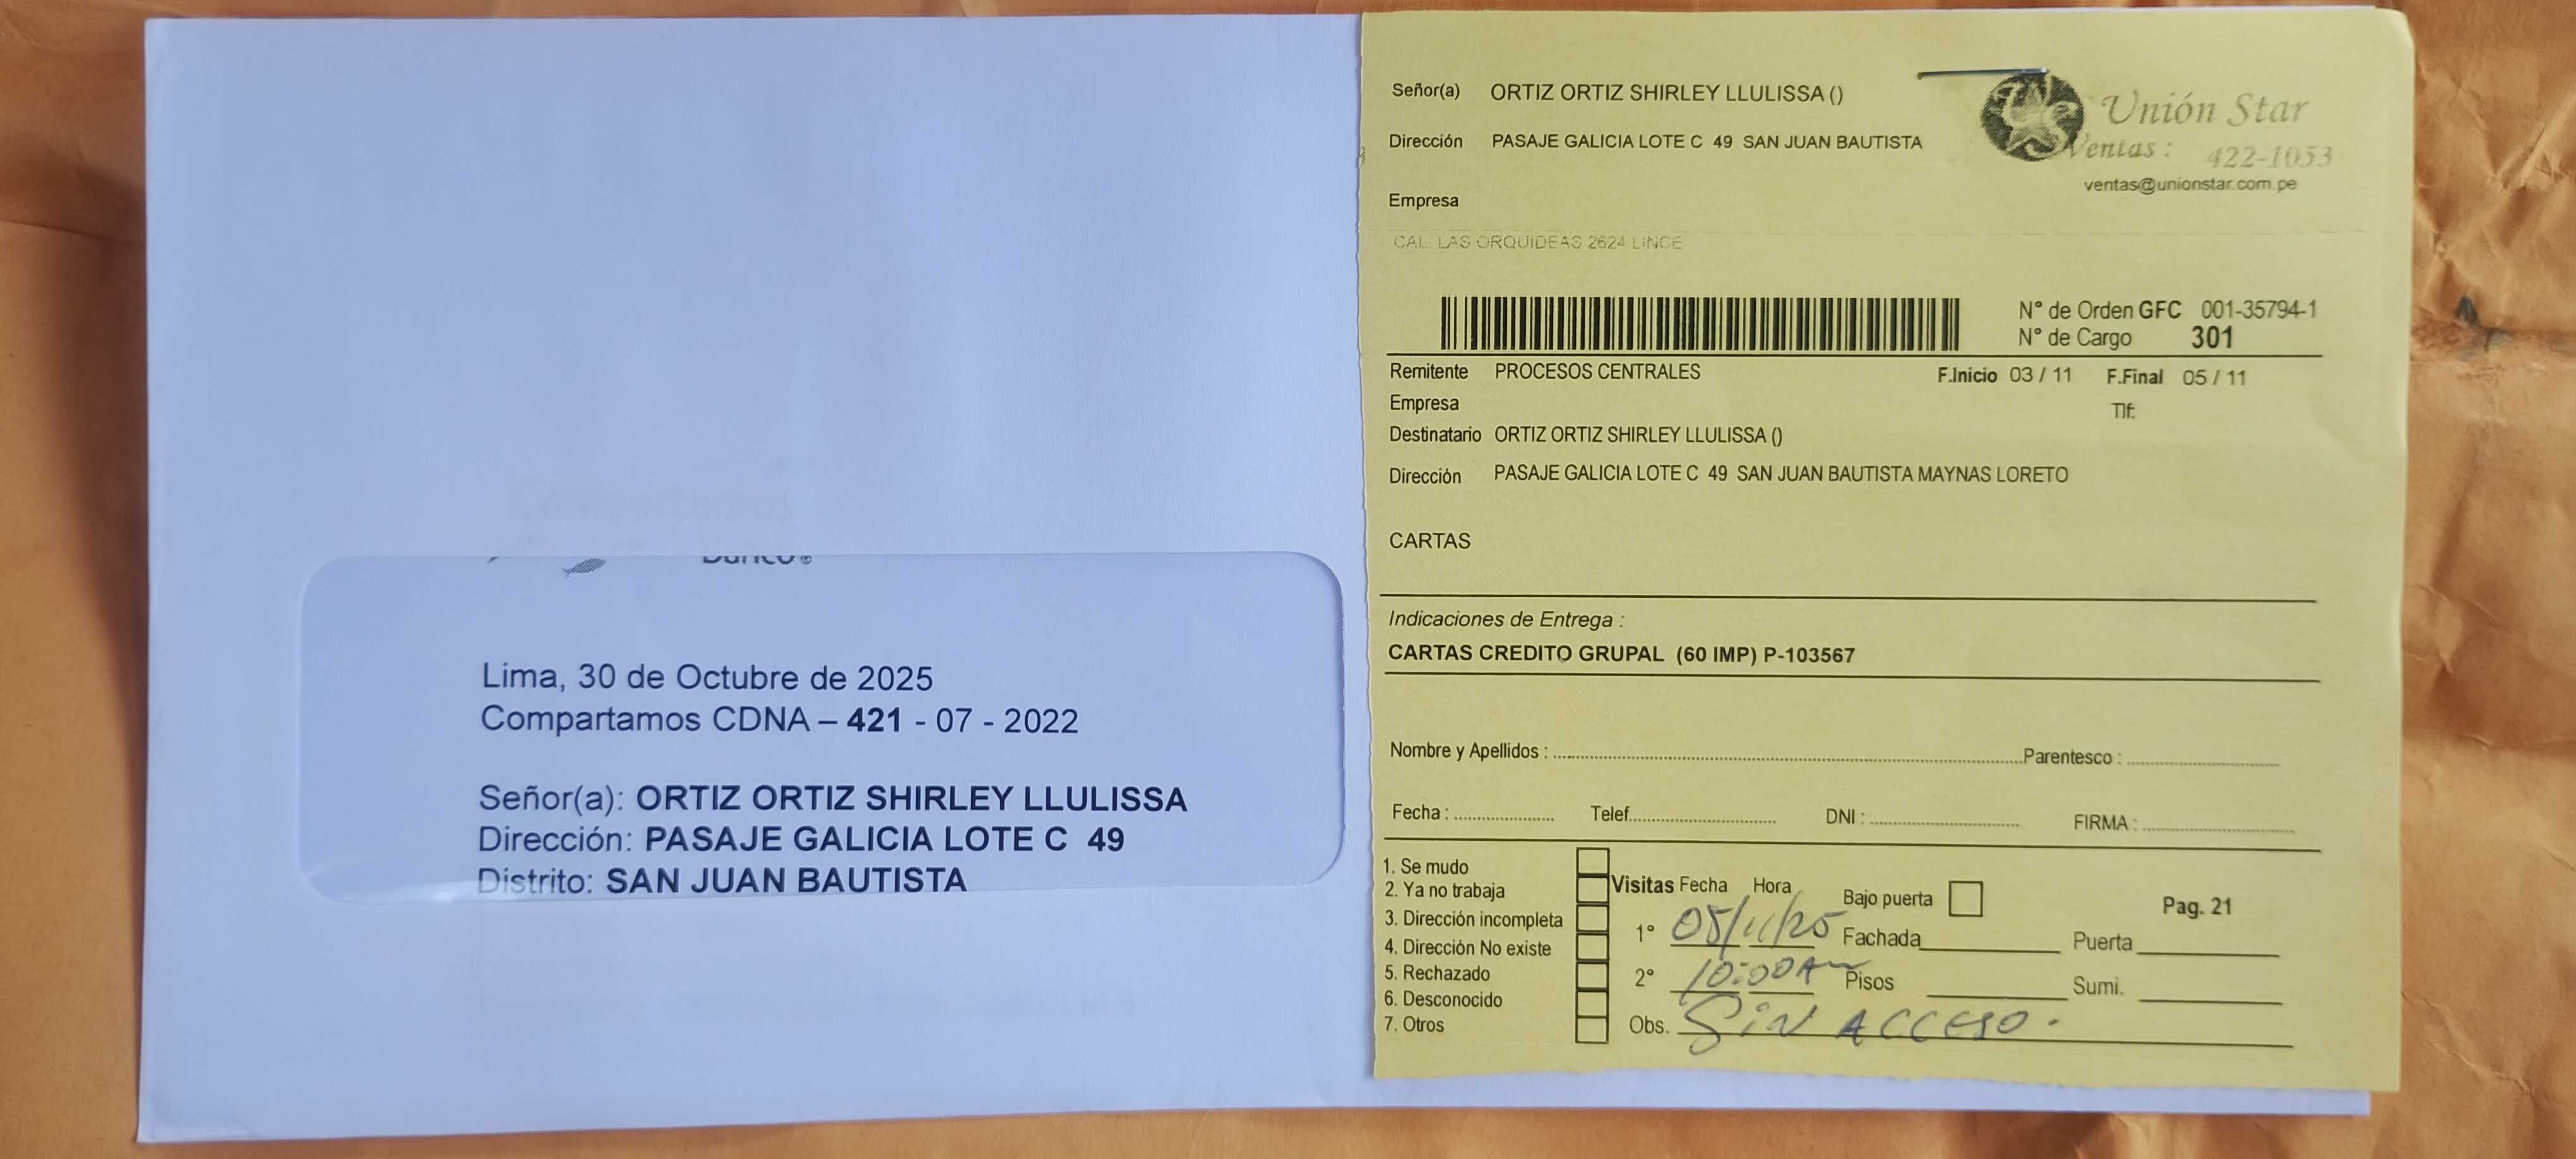 Banco®
Lima, 30 de Octubre de 2025
Compartamos CDNA – 421 - 07 - 2022
Señor(a): ORTIZ ORTIZ SHIRLEY LLULISSA
Dirección: PASAJE GALICIA LOTE C 49
Distrito: SAN JUAN BAUTISTA
Señor(a) ORTIZ ORTIZ SHIRLEY LLULISSA ()
Dirección PASAJE GALICIA LOTE C 49 SAN JUAN BAUTISTA
Unión Star
Ventas : 422-1053
ventas@unionstar.com.pe
Empresa
CAL. LAS ORQUIDEAS 2624 LINCE
N° de Orden GFC 001-35794-1
N° de Cargo 301
Remitente PROCESOS CENTRALES F.Inicio 03 / 11 F.Final 05 / 11
Empresa Tlf:
Destinatario ORTIZ ORTIZ SHIRLEY LLULISSA ()
Dirección PASAJE GALICIA LOTE C 49 SAN JUAN BAUTISTA MAYNAS LORETO
CARTAS
Indicaciones de Entrega :
CARTAS CREDITO GRUPAL (60 IMP) P-103567
Nombre y Apellidos : Parentesco :
Fecha : Telef. DNI : FIRMA :
1. Se mudo
2. Ya no trabaja
3. Dirección incompleta
4. Dirección No existe
5. Rechazado
6. Desconocido
7. Otros
Visitas Fecha Hora Bajo puerta Pag. 21
1° 05/11/25 Fachada Puerta
2° 10:00Am Pisos Sumi.
Obs. SiN ACCESO.